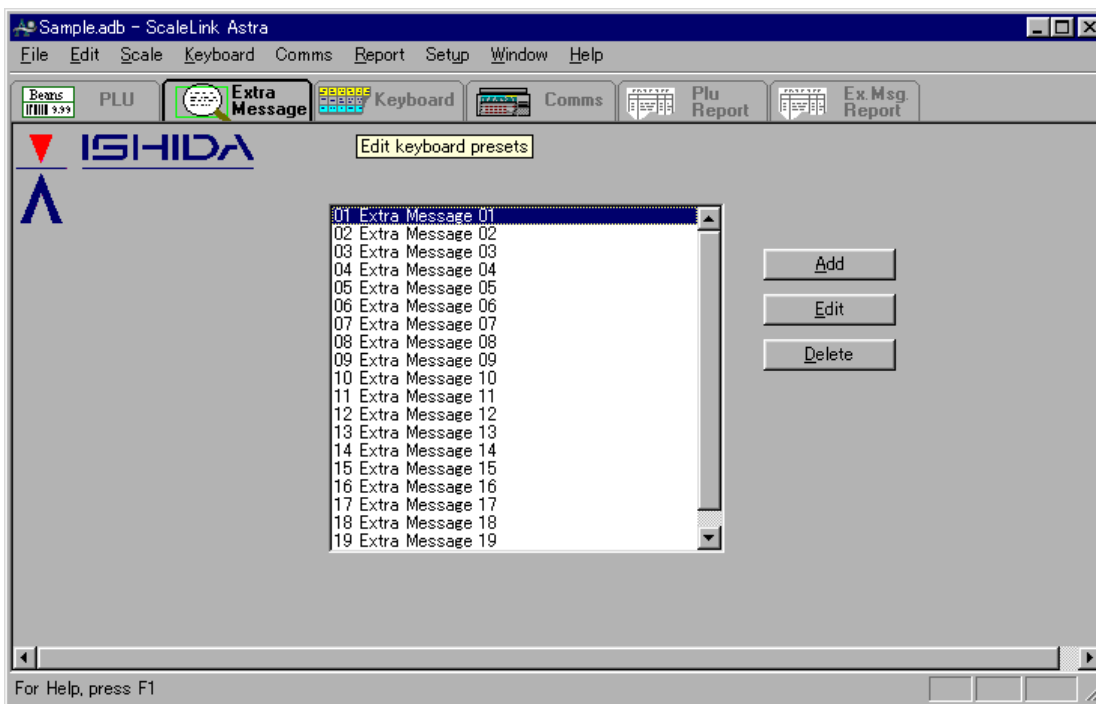 Sample.adb - ScaleLink Astra
File Edit Scale Keyboard Comms Report Setup Window Help
Beans 9.99 PLU Extra Message Keyboard Comms Plu Report Ex.Msg. Report
ISHIDA
Edit keyboard presets
01 Extra Message 01
02 Extra Message 02
03 Extra Message 03
04 Extra Message 04
05 Extra Message 05
06 Extra Message 06
07 Extra Message 07
08 Extra Message 08
09 Extra Message 09
10 Extra Message 10
11 Extra Message 11
12 Extra Message 12
13 Extra Message 13
14 Extra Message 14
15 Extra Message 15
16 Extra Message 16
17 Extra Message 17
18 Extra Message 18
19 Extra Message 19
Add
Edit
Delete
For Help, press F1